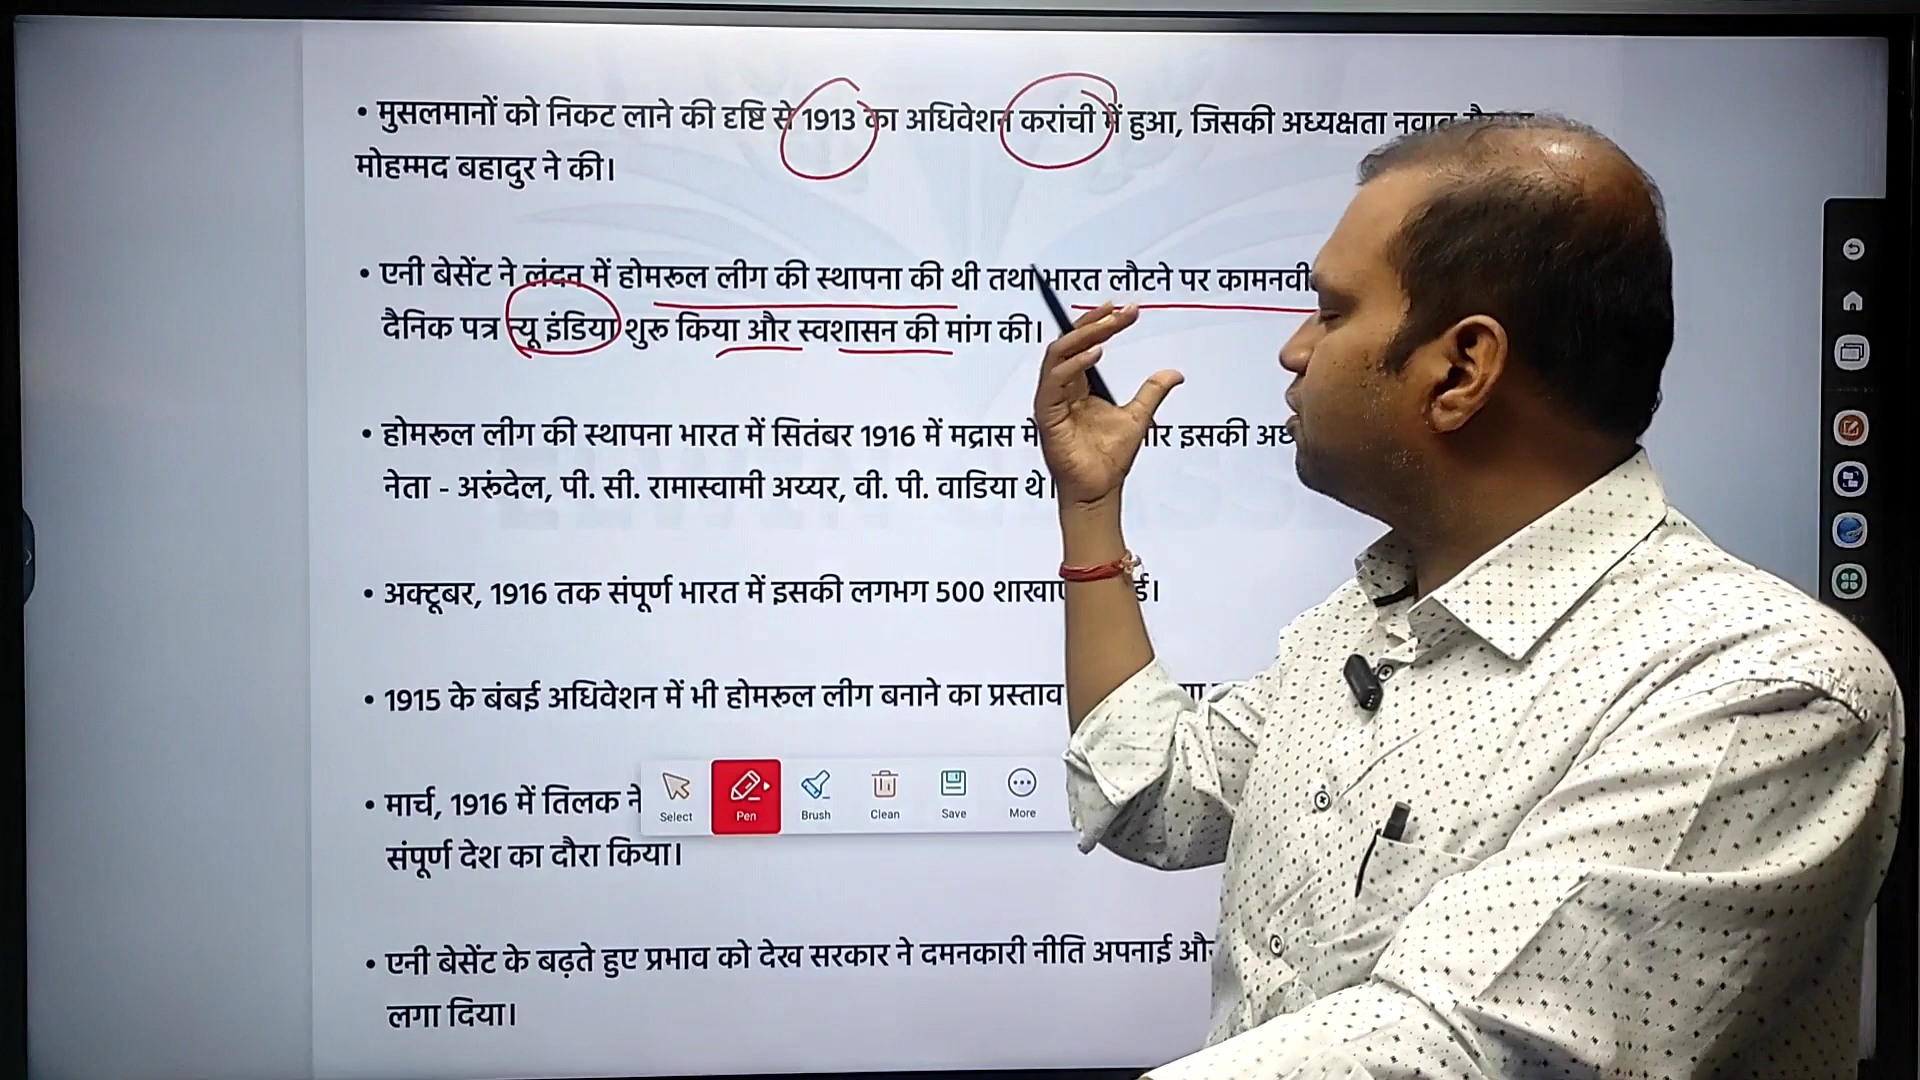 • मुसलमानों को निकट लाने की दृष्टि से 1913 का अधिवेशन करांची में हुआ, जिसकी अध्यक्षता नवाब
मोहम्मद बहादुर ने की।
• एनी बेसेंट ने लंदन में होमरूल लीग की स्थापना की थी तथा भारत लौटने पर
दैनिक पत्र न्यू इंडिया शुरू किया और स्वशासन की मांग की।
• होमरूल लीग की स्थापना भारत में सितंबर 1916 में मद्रास में इसकी
नेता - अरूंदेल, पी. सी. रामास्वामी अय्यर, वी. पी. वाडिया थे।
• अक्टूबर, 1916 तक संपूर्ण भारत में इसकी लगभग 500
• 1915 के बंबई अधिवेशन में भी होमरूल लीग बनाने का प्रस्ताव
• मार्च, 1916 में तिलक ने
संपूर्ण देश का दौरा किया।
Select Pen Brush Clean Save More
• एनी बेसेंट के बढ़ते हुए प्रभाव को देख सरकार ने दमनकारी नीति अपनाई
लगा दिया।